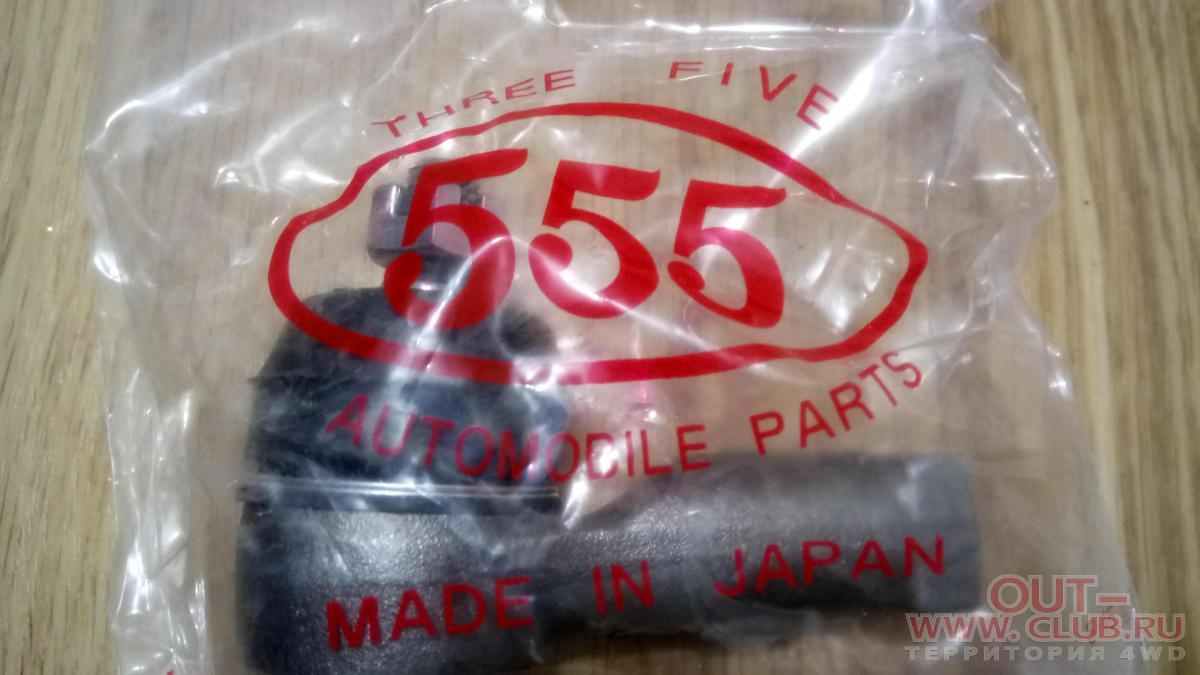 THREE FIVE
555
AUTOMOBILE PARTS
MADE IN JAPAN
OUT-
WWW.CLUB.RU
ТЕРРИТОРИЯ 4WD